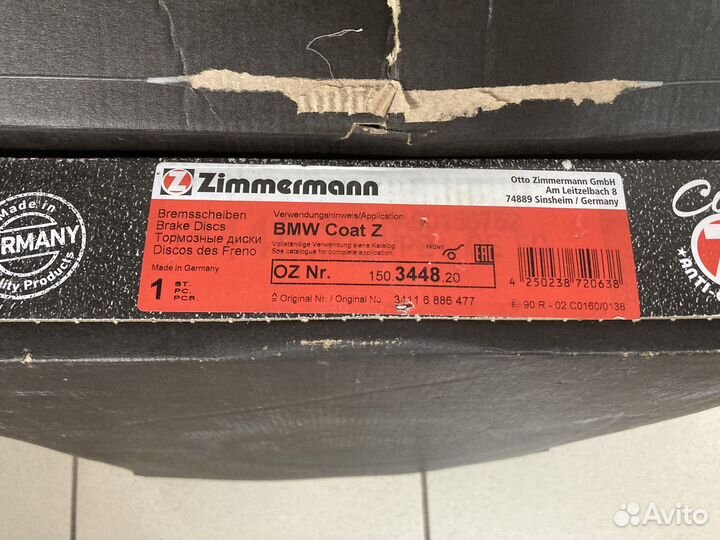 Zimmermann
Otto Zimmermann GmbH
Am Leitzelbach 8
74889 Sinsheim / Germany
Bremsscheiben
Brake Discs
Тормозные диски
Discos des Freno
Made in Germany
1 ST.
PC.
PCS.
Verwendungshinweis/Application
BMW Coat Z
Vollständige Verwendung siehe Katalog
See catalogue for complete application
FRONT
EAC
OZ Nr. 150.3448.20
≙ Original Nr. / Original No. 3411 6 886 477
4 250238 720638
90 R - 02 C0160/0138
Made in
GERMANY
Quality Products
ANTI-
Avito